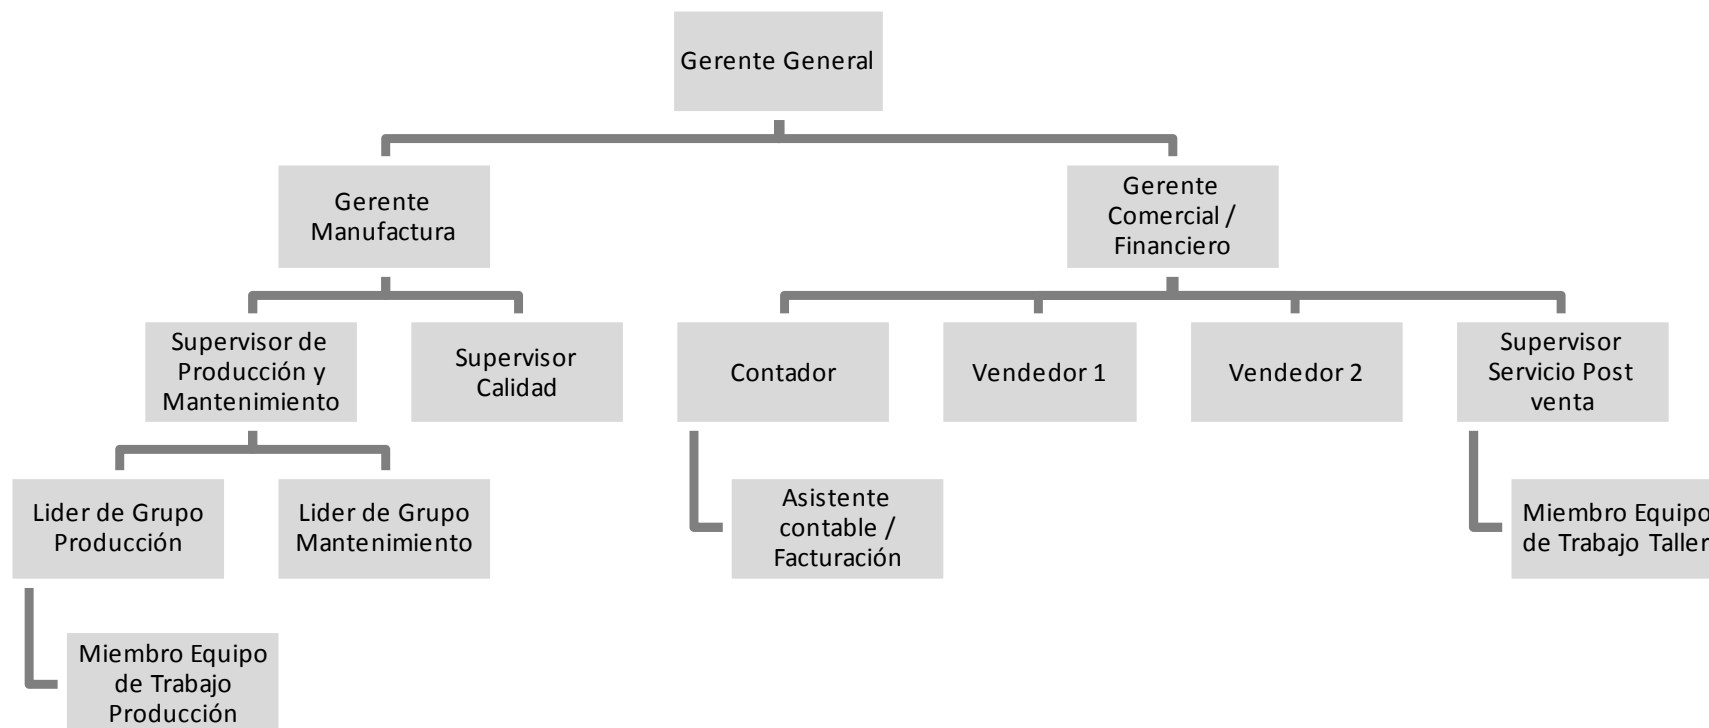 Gerente General
Gerente
Manufactura
Gerente
Comercial /
Financiero
Supervisor de
Producción y
Mantenimiento
Supervisor
Calidad
Contador
Vendedor 1
Vendedor 2
Supervisor
Servicio Post
venta
Lider de Grupo
Producción
Lider de Grupo
Mantenimiento
Asistente
contable /
Facturación
Miembro Equipo
de Trabajo Taller
Miembro Equipo
de Trabajo
Producción